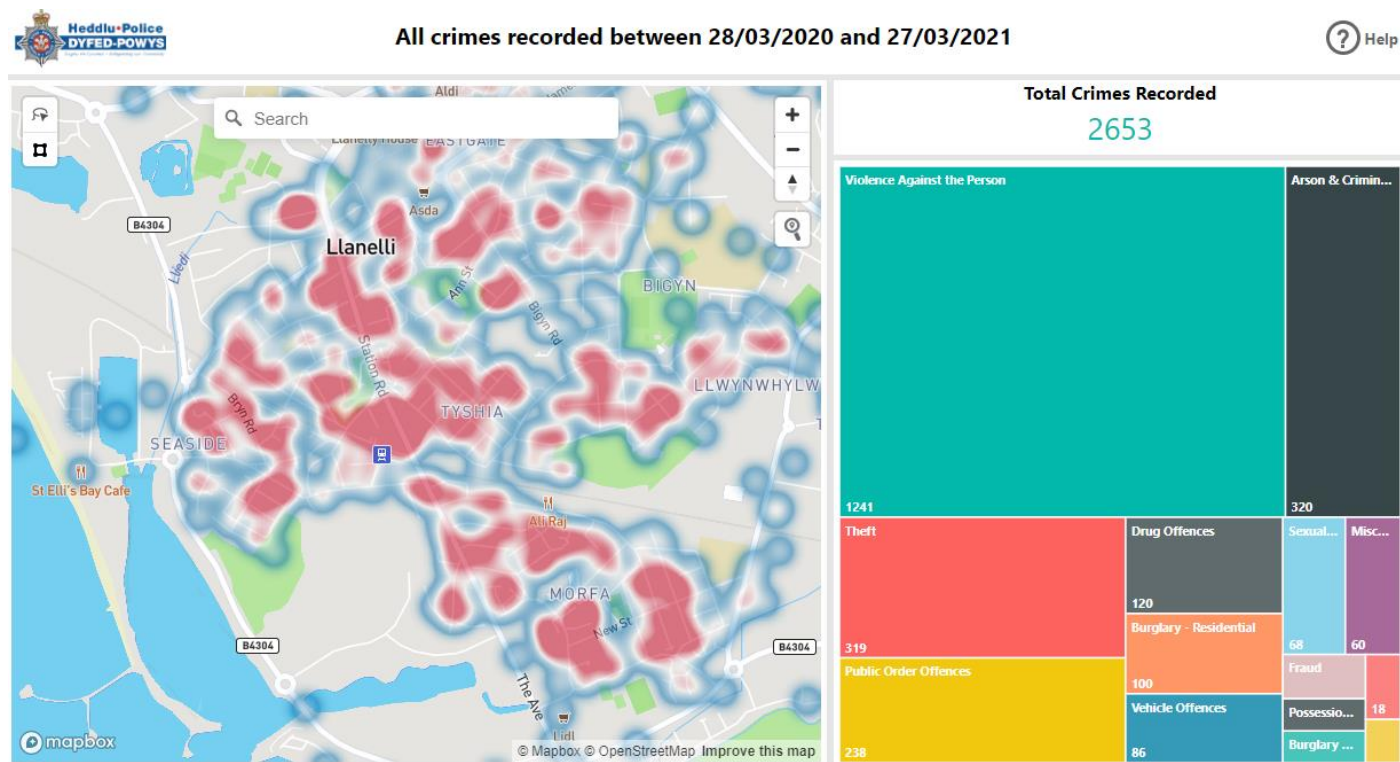 Heddlu•Police
DYFED-POWYS
All crimes recorded between 28/03/2020 and 27/03/2021
? Help
Search
Aldi
Llanelly House
EASTGATE
Asda
B4304
Llanelli
Lliedi
Ann St
BIGYN
Bigyn Rd
Station Rd
LLWYNWHYLW
Bryn Rd
TYSHIA
SEASIDE
St Elli's Bay Cafe
Ali Raj
MORFA
New St
B4304
B4304
The Ave
Lidl
mapbox
© Mapbox © OpenStreetMap Improve this map
Total Crimes Recorded
2653
Violence Against the Person
1241
Arson & Crimin...
320
Theft
319
Public Order Offences
238
Drug Offences
120
Burglary - Residential
100
Vehicle Offences
86
Sexual...
68
Misc...
60
Fraud
18
Possessio...
Burglary ...